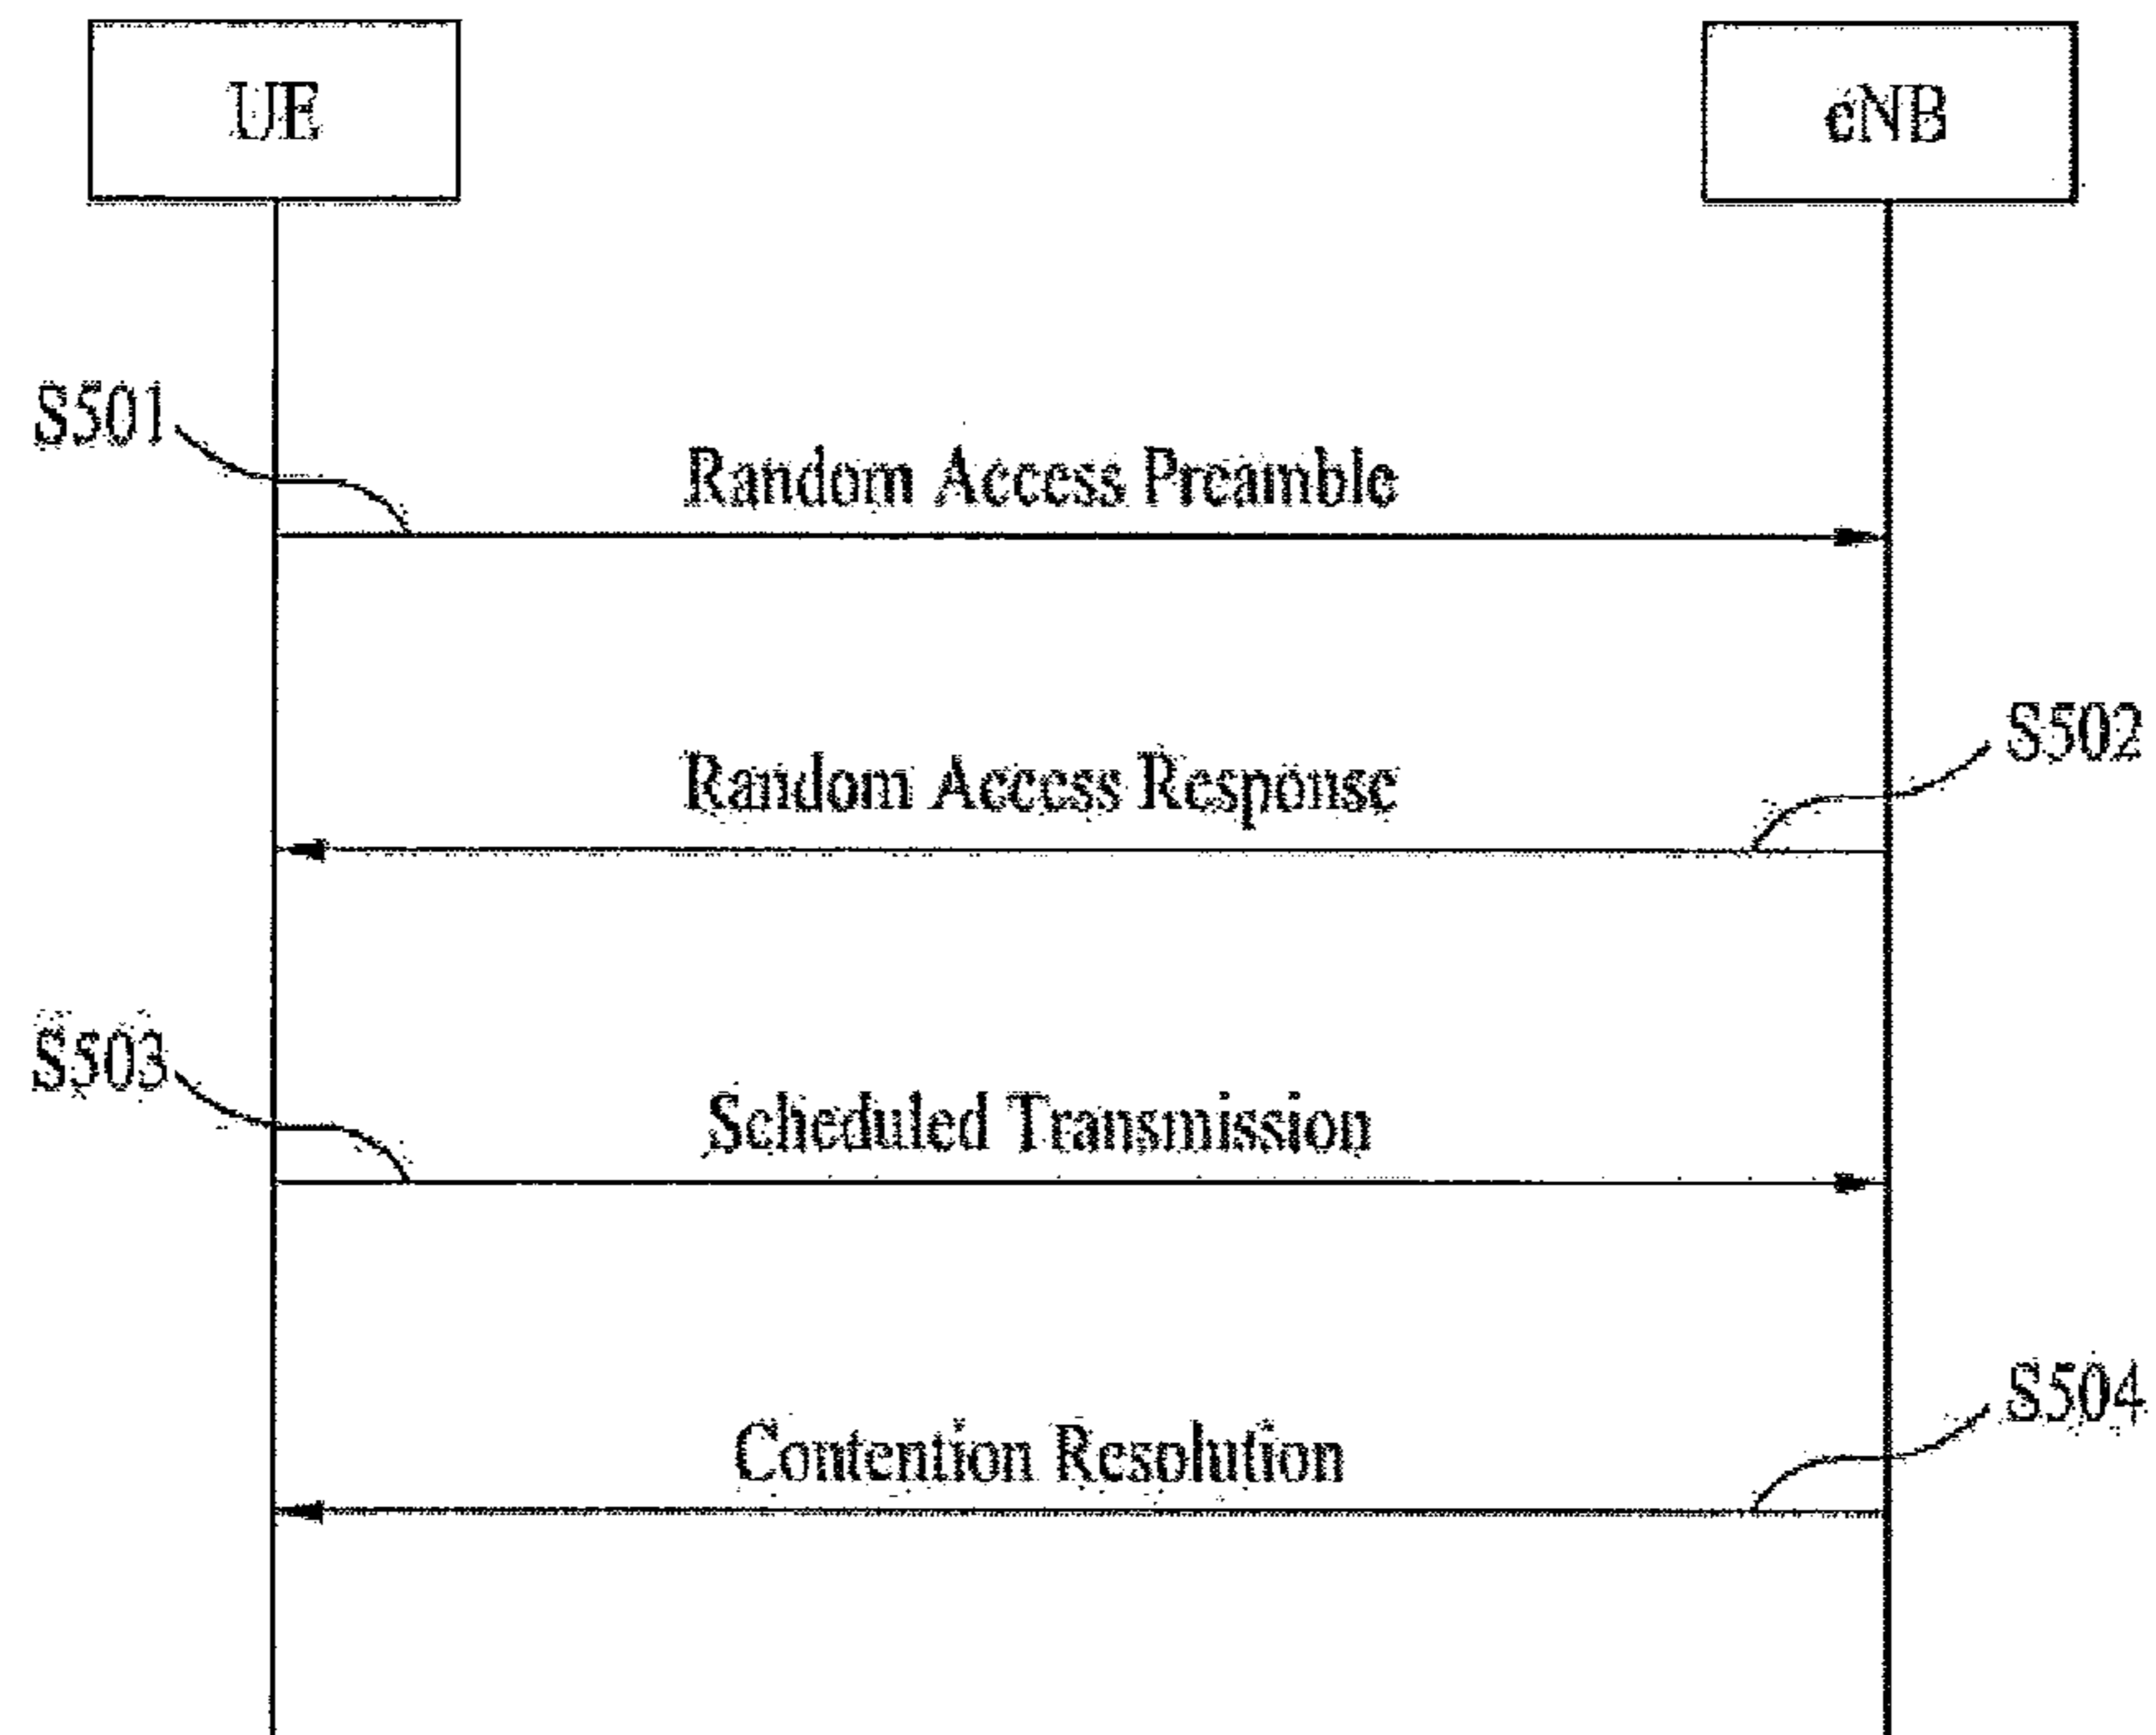 UE
eNB
S501
Random Access Preamble
S502
Random Access Response
S503
Scheduled Transmission
S504
Contention Resolution